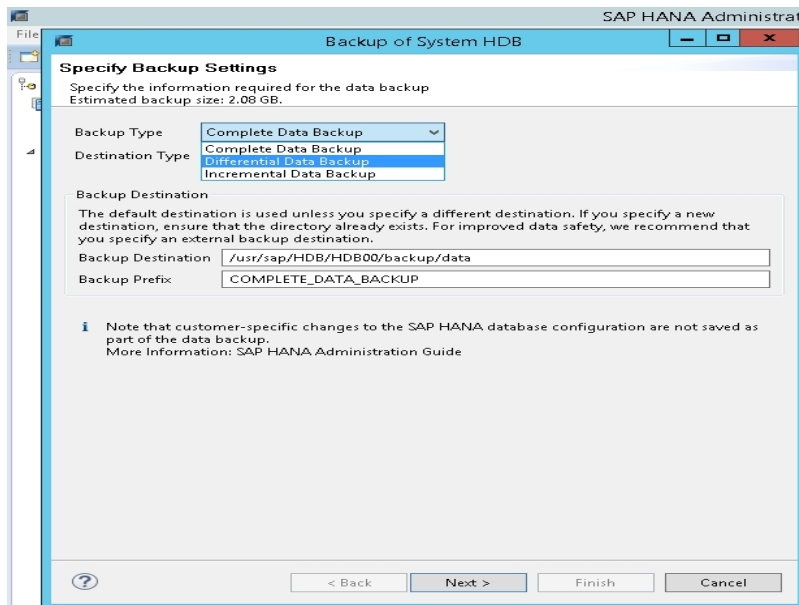 SAP HANA Administrat
File
Backup of System HDB
Specify Backup Settings
Specify the information required for the data backup
Estimated backup size: 2.08 GB.
Backup Type
Complete Data Backup
Destination Type
Complete Data Backup
Differential Data Backup
Incremental Data Backup
Backup Destination
The default destination is used unless you specify a different destination. If you specify a new
destination, ensure that the directory already exists. For improved data safety, we recommend that
you specify an external backup destination.
Backup Destination
/usr/sap/HDB/HDB00/backup/data
Backup Prefix
COMPLETE_DATA_BACKUP
i Note that customer-specific changes to the SAP HANA database configuration are not saved as
part of the data backup.
More Information: SAP HANA Administration Guide
?
< Back
Next >
Finish
Cancel